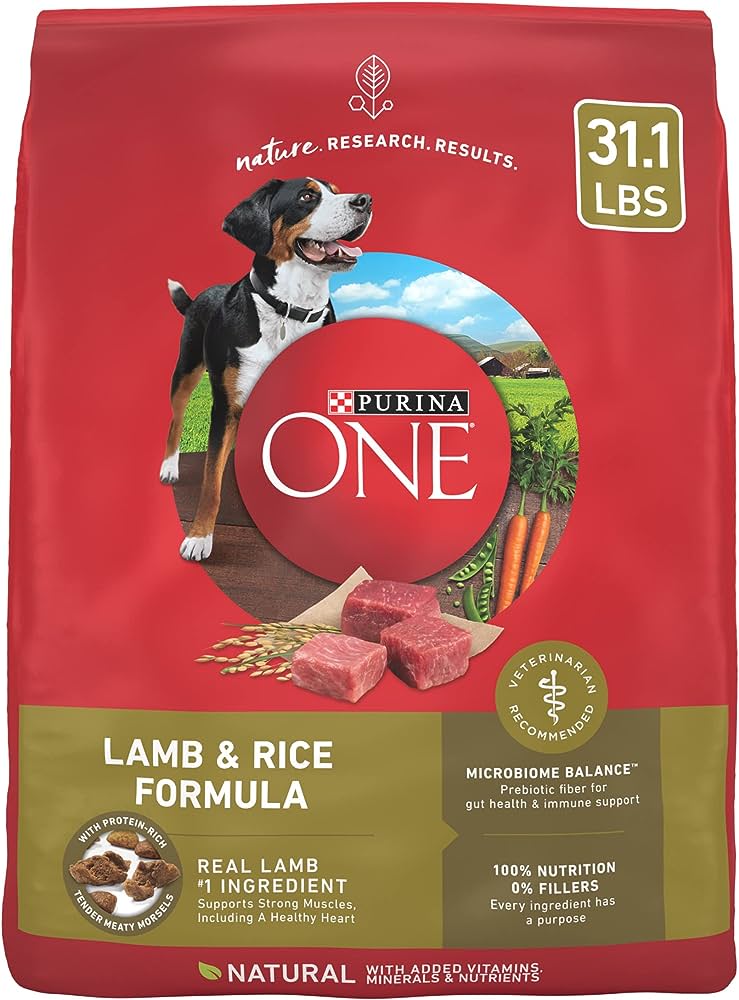 nature. RESEARCH. RESULTS.
31.1
LBS
PURINA
ONE®
VETERINARIAN
RECOMMENDED
LAMB & RICE
FORMULA
WITH PROTEIN-RICH
TENDER MEATY MORSELS
REAL LAMB
#1 INGREDIENT
Supports Strong Muscles,
Including A Healthy Heart
MICROBIOME BALANCE™
Prebiotic fiber for
gut health & immune support
100% NUTRITION
0% FILLERS
Every ingredient has
a purpose
NATURAL WITH ADDED VITAMINS,
MINERALS & NUTRIENTS